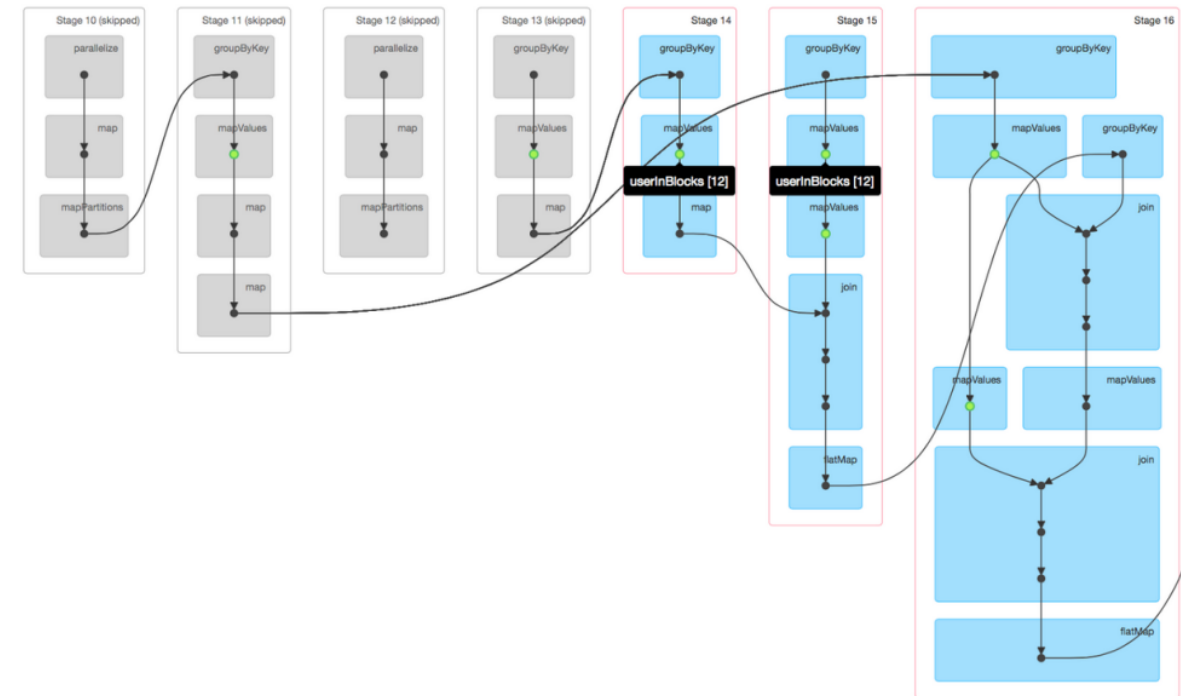 Stage 10 (skipped)
parallelize
map
mapPartitions
Stage 11 (skipped)
groupByKey
mapValues
map
map
Stage 12 (skipped)
parallelize
map
mapPartitions
Stage 13 (skipped)
groupByKey
mapValues
map
Stage 14
groupByKey
mapValues
userInBlocks [12]
map
Stage 15
groupByKey
mapValues
userInBlocks [12]
mapValues
join
flatMap
Stage 16
groupByKey
mapValues
groupByKey
join
mapValues
mapValues
join
flatMap